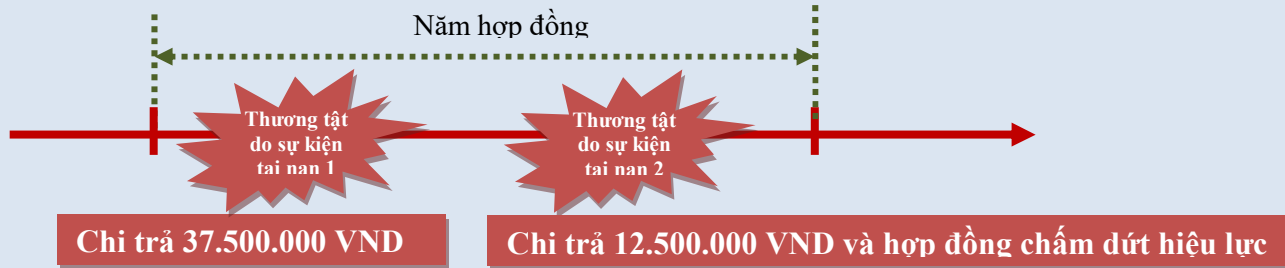 Năm hợp đồng
Thương tật
do sự kiện
tai nạn 1
Thương tật
do sự kiện
tai nạn 2
Chi trả 37.500.000 VND
Chi trả 12.500.000 VND và hợp đồng chấm dứt hiệu lực